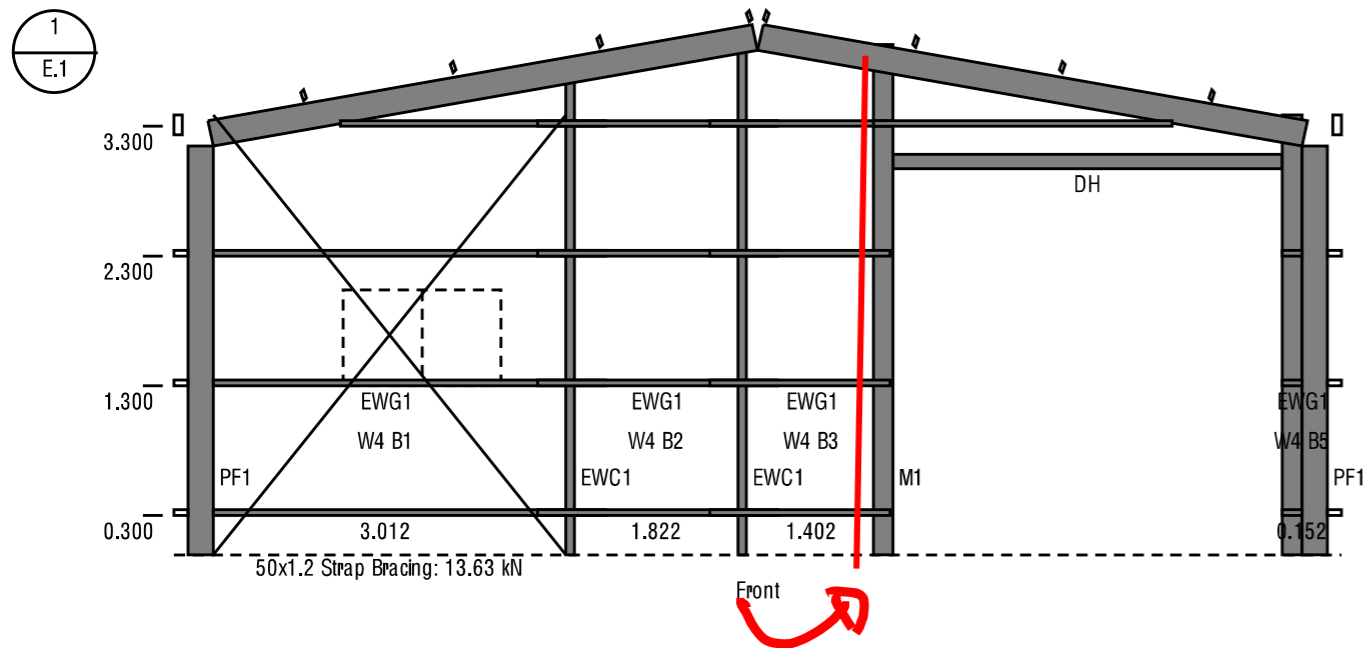 1
E.1
3.300
DH
2.300
1.300
EWG1 EWG1 EWG1 EWG1
W4 B1 W4 B2 W4 B3 W4 B5
PF1 EWC1 EWC1 M1 PF1
0.300
3.012 1.822 1.402 0.152
50x1.2 Strap Bracing: 13.63 kN
Front